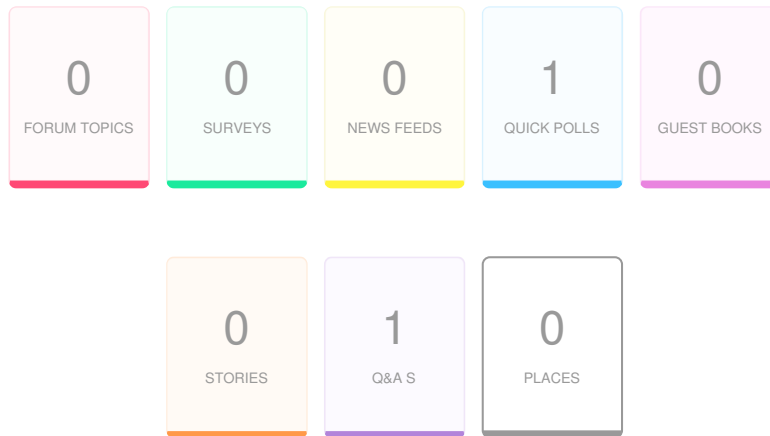 0 0 0 1 0
FORUM TOPICS SURVEYS NEWS FEEDS QUICK POLLS GUEST BOOKS
0 1 0
STORIES Q&A S PLACES